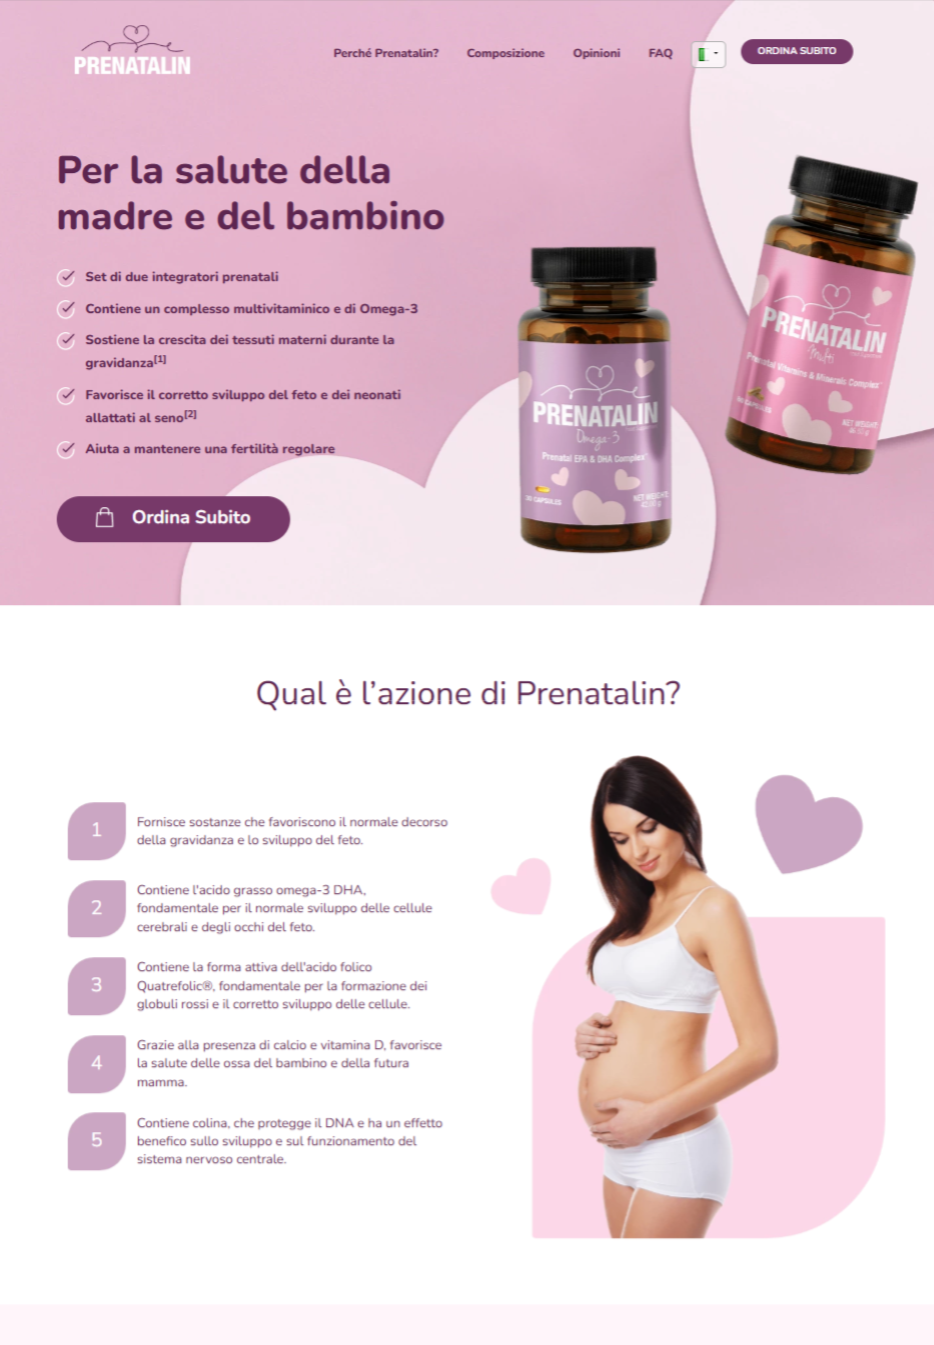 PRENATALIN
Perché Prenatalin?
Composizione
Opinioni
FAQ
ORDINA SUBITO
Per la salute della
madre e del bambino
Set di due integratori prenatali
Contiene un complesso multivitaminico e di Omega-3
Sostiene la crescita dei tessuti materni durante la
gravidanza[1]
Favorisce il corretto sviluppo del feto e dei neonati
allattati al seno[2]
Aiuta a mantenere una fertilità regolare
Ordina Subito
PRENATALIN
Omega-3
Prenatal EPA & DHA Complex
30 CAPSULES
NET WEIGHT
PRENATALIN
Multi
Prenatal Vitamins & Minerals Complex
CAPSULES
NET WEIGHT
Qual è l’azione di Prenatalin?
1
Fornisce sostanze che favoriscono il normale decorso
della gravidanza e lo sviluppo del feto.
2
Contiene l'acido grasso omega-3 DHA,
fondamentale per il normale sviluppo delle cellule
cerebrali e degli occhi del feto.
3
Contiene la forma attiva dell'acido folico
Quatrefolic®, fondamentale per la formazione dei
globuli rossi e il corretto sviluppo delle cellule.
4
Grazie alla presenza di calcio e vitamina D, favorisce
la salute delle ossa del bambino e della futura
mamma.
5
Contiene colina, che protegge il DNA e ha un effetto
benefico sullo sviluppo e sul funzionamento del
sistema nervoso centrale.